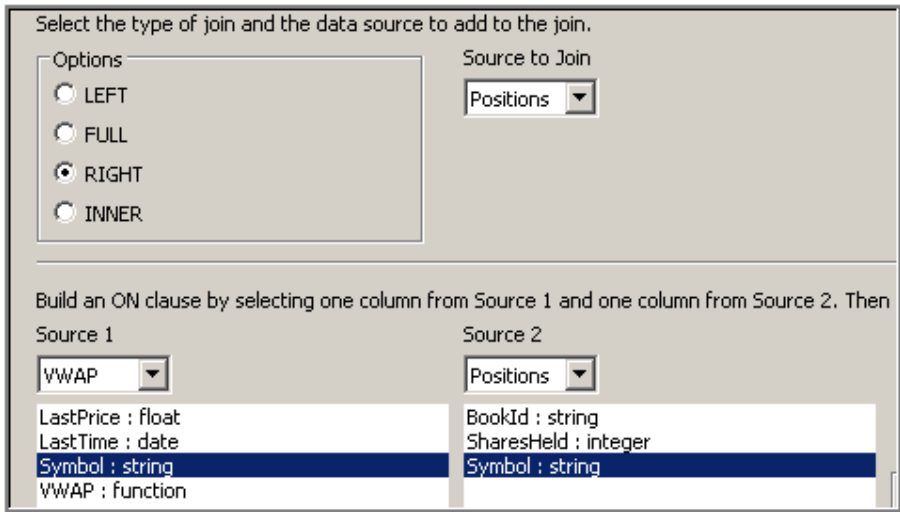 Select the type of join and the data source to add to the join.
Options
LEFT
FULL
RIGHT
INNER
Source to Join
Positions
Build an ON clause by selecting one column from Source 1 and one column from Source 2. Then
Source 1
VWAP
LastPrice : float
LastTime : date
Symbol : string
VWAP : function
Source 2
Positions
BookId : string
SharesHeld : integer
Symbol : string